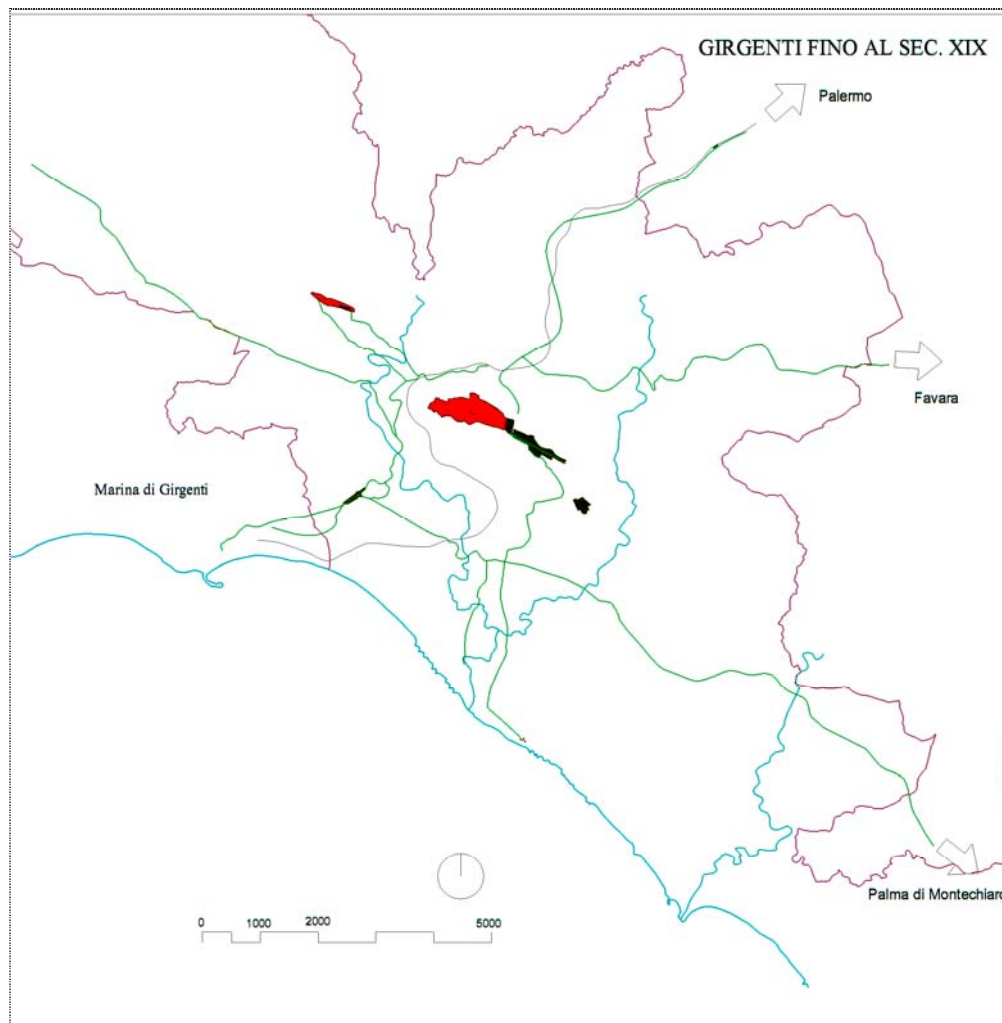 GIRGENTI FINO AL SEC. XIX
Palermo
Favara
Marina di Girgenti
Palma di Montechiaro
0 1000 2000 5000